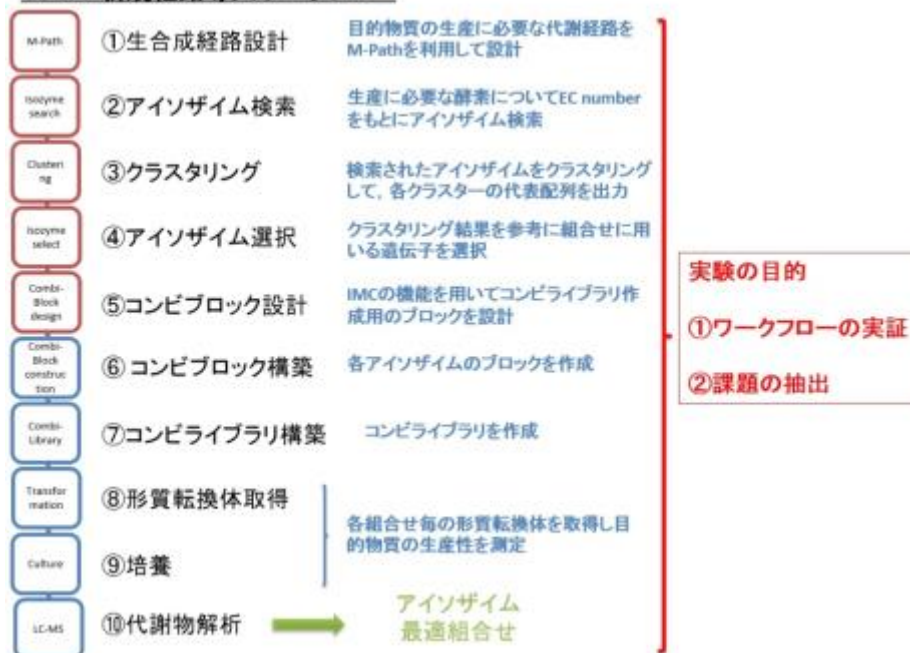 M-Path
①生合成経路設計
目的物質の生産に必要な代謝経路を
M-Pathを利用して設計
Isozyme
search
②アイソザイム検索
生産に必要な酵素についてEC number
をもとにアイソザイム検索
Clusteri
ng
③クラスタリング
検索されたアイソザイムをクラスタリング
して，各クラスターの代表配列を出力
Isozyme
select
④アイソザイム選択
クラスタリング結果を参考に組合せに用
いる遺伝子を選択
Combi-
Block
design
⑤コンビブロック設計
IMCの機能を用いてコンビライブラリ作
成用のブロックを設計
Combi-
Block
construc
tion
⑥コンビブロック構築
各アイソザイムのブロックを作成
Combi-
Library
⑦コンビライブラリ構築
コンビライブラリを作成
Transfor
mation
⑧形質転換体取得
各組合せ毎の形質転換体を取得し目
的物質の生産性を測定
Culture
⑨培養
LC-MS
⑩代謝物解析
アイソザイム
最適組合せ
実験の目的
①ワークフローの実証
②課題の抽出